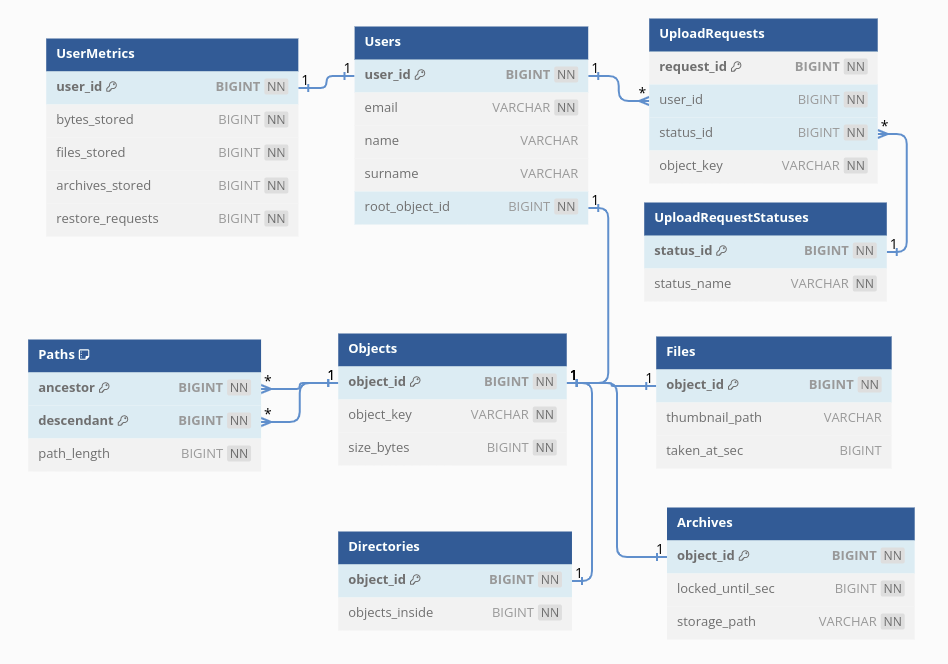 UserMetrics
user_id BIGINT NN
bytes_stored BIGINT NN
files_stored BIGINT NN
archives_stored BIGINT NN
restore_requests BIGINT NN
1
1
Users
user_id BIGINT NN
email VARCHAR NN
name VARCHAR
surname VARCHAR
root_object_id BIGINT NN
1
*
1
UploadRequests
request_id BIGINT NN
user_id BIGINT NN
status_id BIGINT NN
object_key VARCHAR NN
*
1
UploadRequestStatuses
status_id BIGINT NN
status_name VARCHAR NN
Paths
ancestor BIGINT NN
descendant BIGINT NN
path_length BIGINT NN
*
*
1
Objects
object_id BIGINT NN
object_key VARCHAR NN
size_bytes BIGINT NN
1
1
Files
object_id BIGINT NN
thumbnail_path VARCHAR
taken_at_sec BIGINT
Directories
object_id BIGINT NN
objects_inside BIGINT NN
1
1
Archives
object_id BIGINT NN
locked_until_sec BIGINT NN
storage_path VARCHAR NN